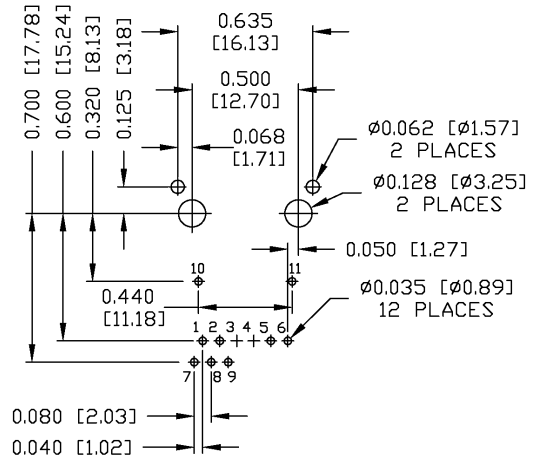 0.700 [17.78]
0.600 [15.24]
0.320 [8.13]
0.125 [3.18]
0.635
[16.13]
0.500
[12.70]
0.068
[1.71]
Ø0.062 [Ø1.57]
2 PLACES
Ø0.128 [Ø3.25]
2 PLACES
0.050 [1.27]
10
11
0.440
[11.18]
Ø0.035 [Ø0.89]
12 PLACES
1 2 3 4 5 6
7 8 9
0.080 [2.03]
0.040 [1.02]